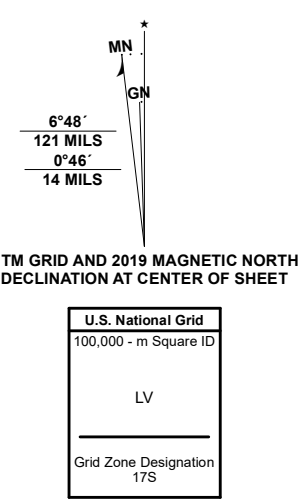 ★
MN
GN
6°48´
121 MILS
0°46´
14 MILS
TM GRID AND 2019 MAGNETIC NORTH
DECLINATION AT CENTER OF SHEET
U.S. National Grid
100,000 - m Square ID
LV
Grid Zone Designation
17S